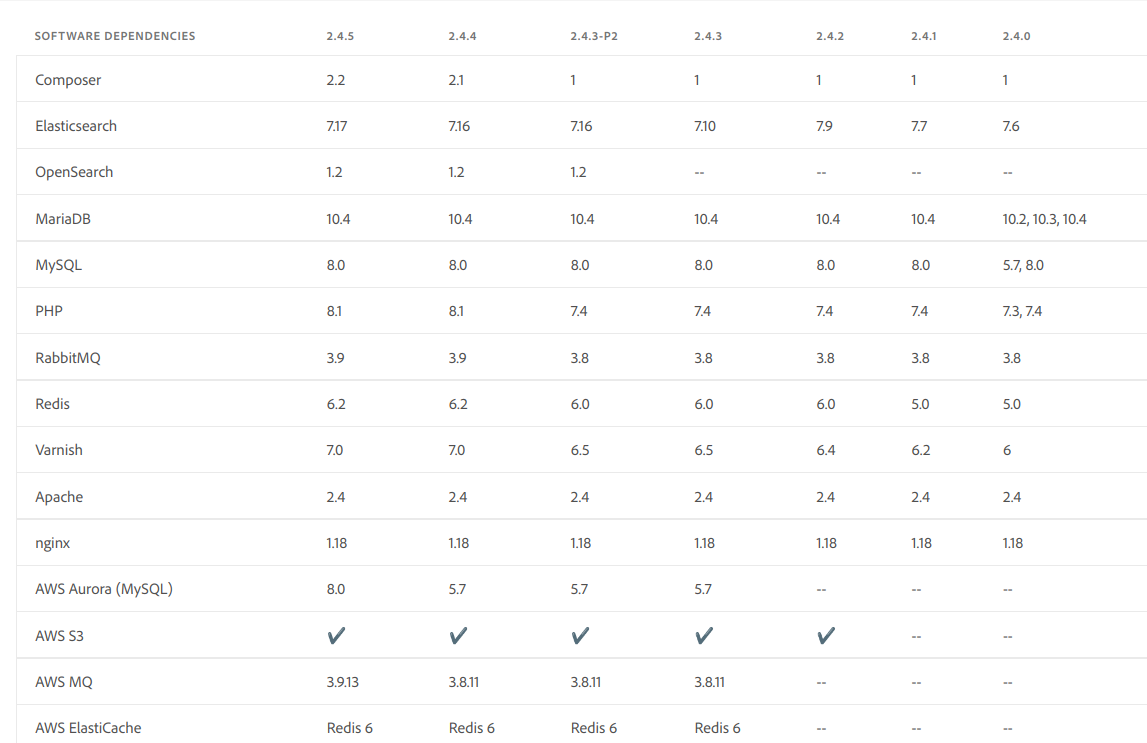 SOFTWARE DEPENDENCIES 2.4.5 2.4.4 2.4.3-P2 2.4.3 2.4.2 2.4.1 2.4.0
Composer 2.2 2.1 1 1 1 1 1
Elasticsearch 7.17 7.16 7.16 7.10 7.9 7.7 7.6
OpenSearch 1.2 1.2 1.2 -- -- -- --
MariaDB 10.4 10.4 10.4 10.4 10.4 10.4 10.2, 10.3, 10.4
MySQL 8.0 8.0 8.0 8.0 8.0 8.0 5.7, 8.0
PHP 8.1 8.1 7.4 7.4 7.4 7.4 7.3, 7.4
RabbitMQ 3.9 3.9 3.8 3.8 3.8 3.8 3.8
Redis 6.2 6.2 6.0 6.0 6.0 5.0 5.0
Varnish 7.0 7.0 6.5 6.5 6.4 6.2 6
Apache 2.4 2.4 2.4 2.4 2.4 2.4 2.4
nginx 1.18 1.18 1.18 1.18 1.18 1.18 1.18
AWS Aurora (MySQL) 8.0 5.7 5.7 5.7 -- -- --
AWS S3 ✔ ✔ ✔ ✔ ✔ -- --
AWS MQ 3.9.13 3.8.11 3.8.11 3.8.11 -- -- --
AWS ElastiCache Redis 6 Redis 6 Redis 6 Redis 6 -- -- --